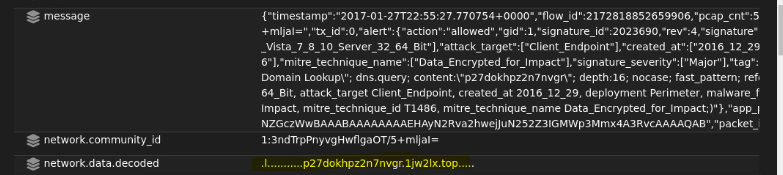 message {"timestamp":"2017-01-27T22:55:27.770754+0000","flow_id":2172818852659906,"pcap_cnt":5
+mljaI=","tx_id":0,"alert":{"action":"allowed","gid":1,"signature_id":2023690,"rev":4,"signature"
_Vista_7_8_10_Server_32_64_Bit"],"attack_target":["Client_Endpoint"],"created_at":["2016_12_29
6"],"mitre_technique_name":["Data_Encrypted_for_Impact"],"signature_severity":["Major"],"tag":
Domain Lookup\"; dns.query; content:\"p27dokhpz2n7nvgr\"; depth:16; nocase; fast_pattern; refe
64_Bit, attack_target Client_Endpoint, created_at 2016_12_29, deployment Perimeter, malware_f
Impact, mitre_technique_id T1486, mitre_technique_name Data_Encrypted_for_Impact;)"},"app_p
NZGczWwBAAABAAAAAAAEHAyN2Rva2hwejJuN252Z3IGMWp3Mmx4A3RvcAAAAQAB","packet_i
network.community_id 1:3ndTrpPnyvgHwflgaOT/5+mljaI=
network.data.decoded .l...........p27dokhpz2n7nvgr.1jw2lx.top.....